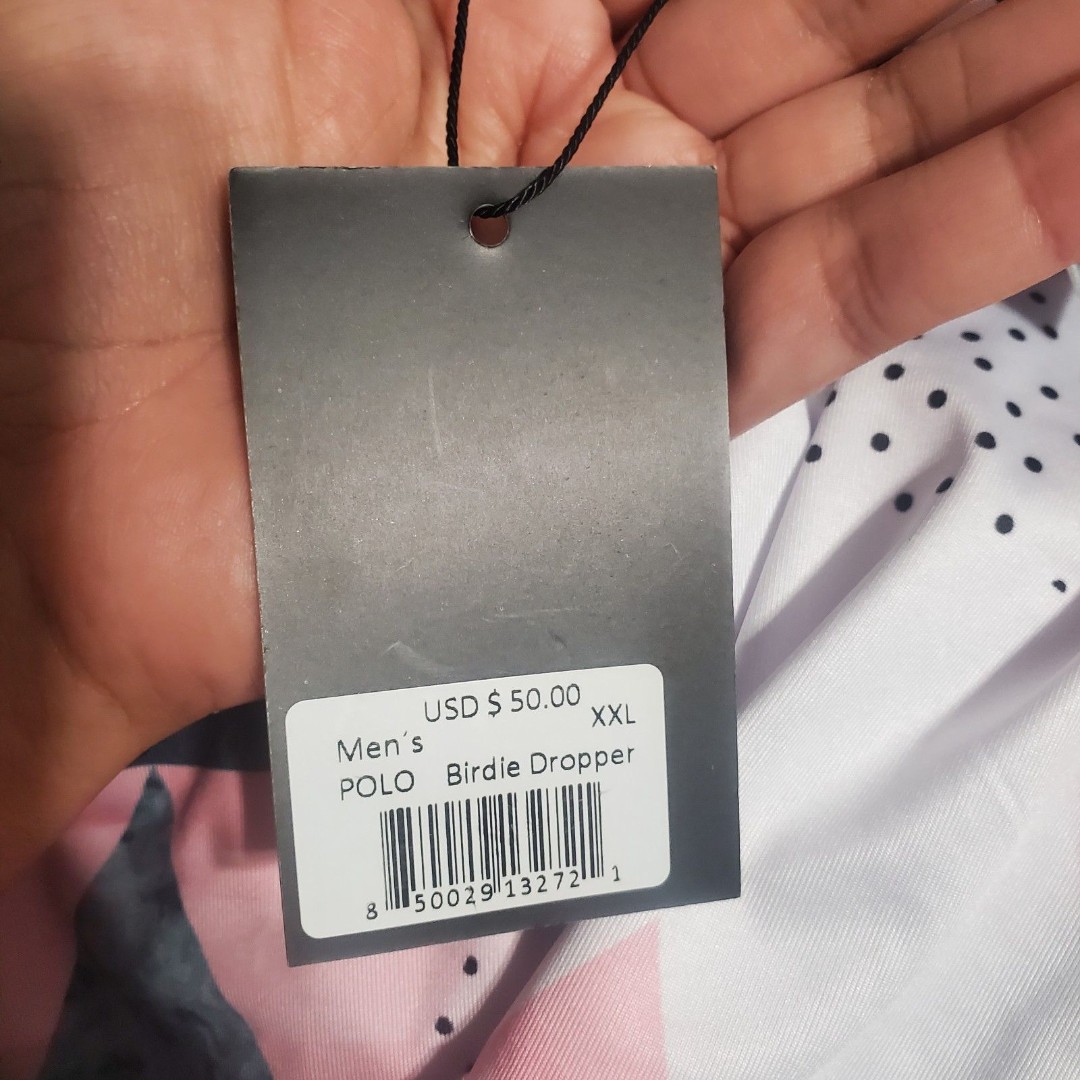 USD $ 50.00
XXL
Men´s
POLO Birdie Dropper
8 50029 13272 1